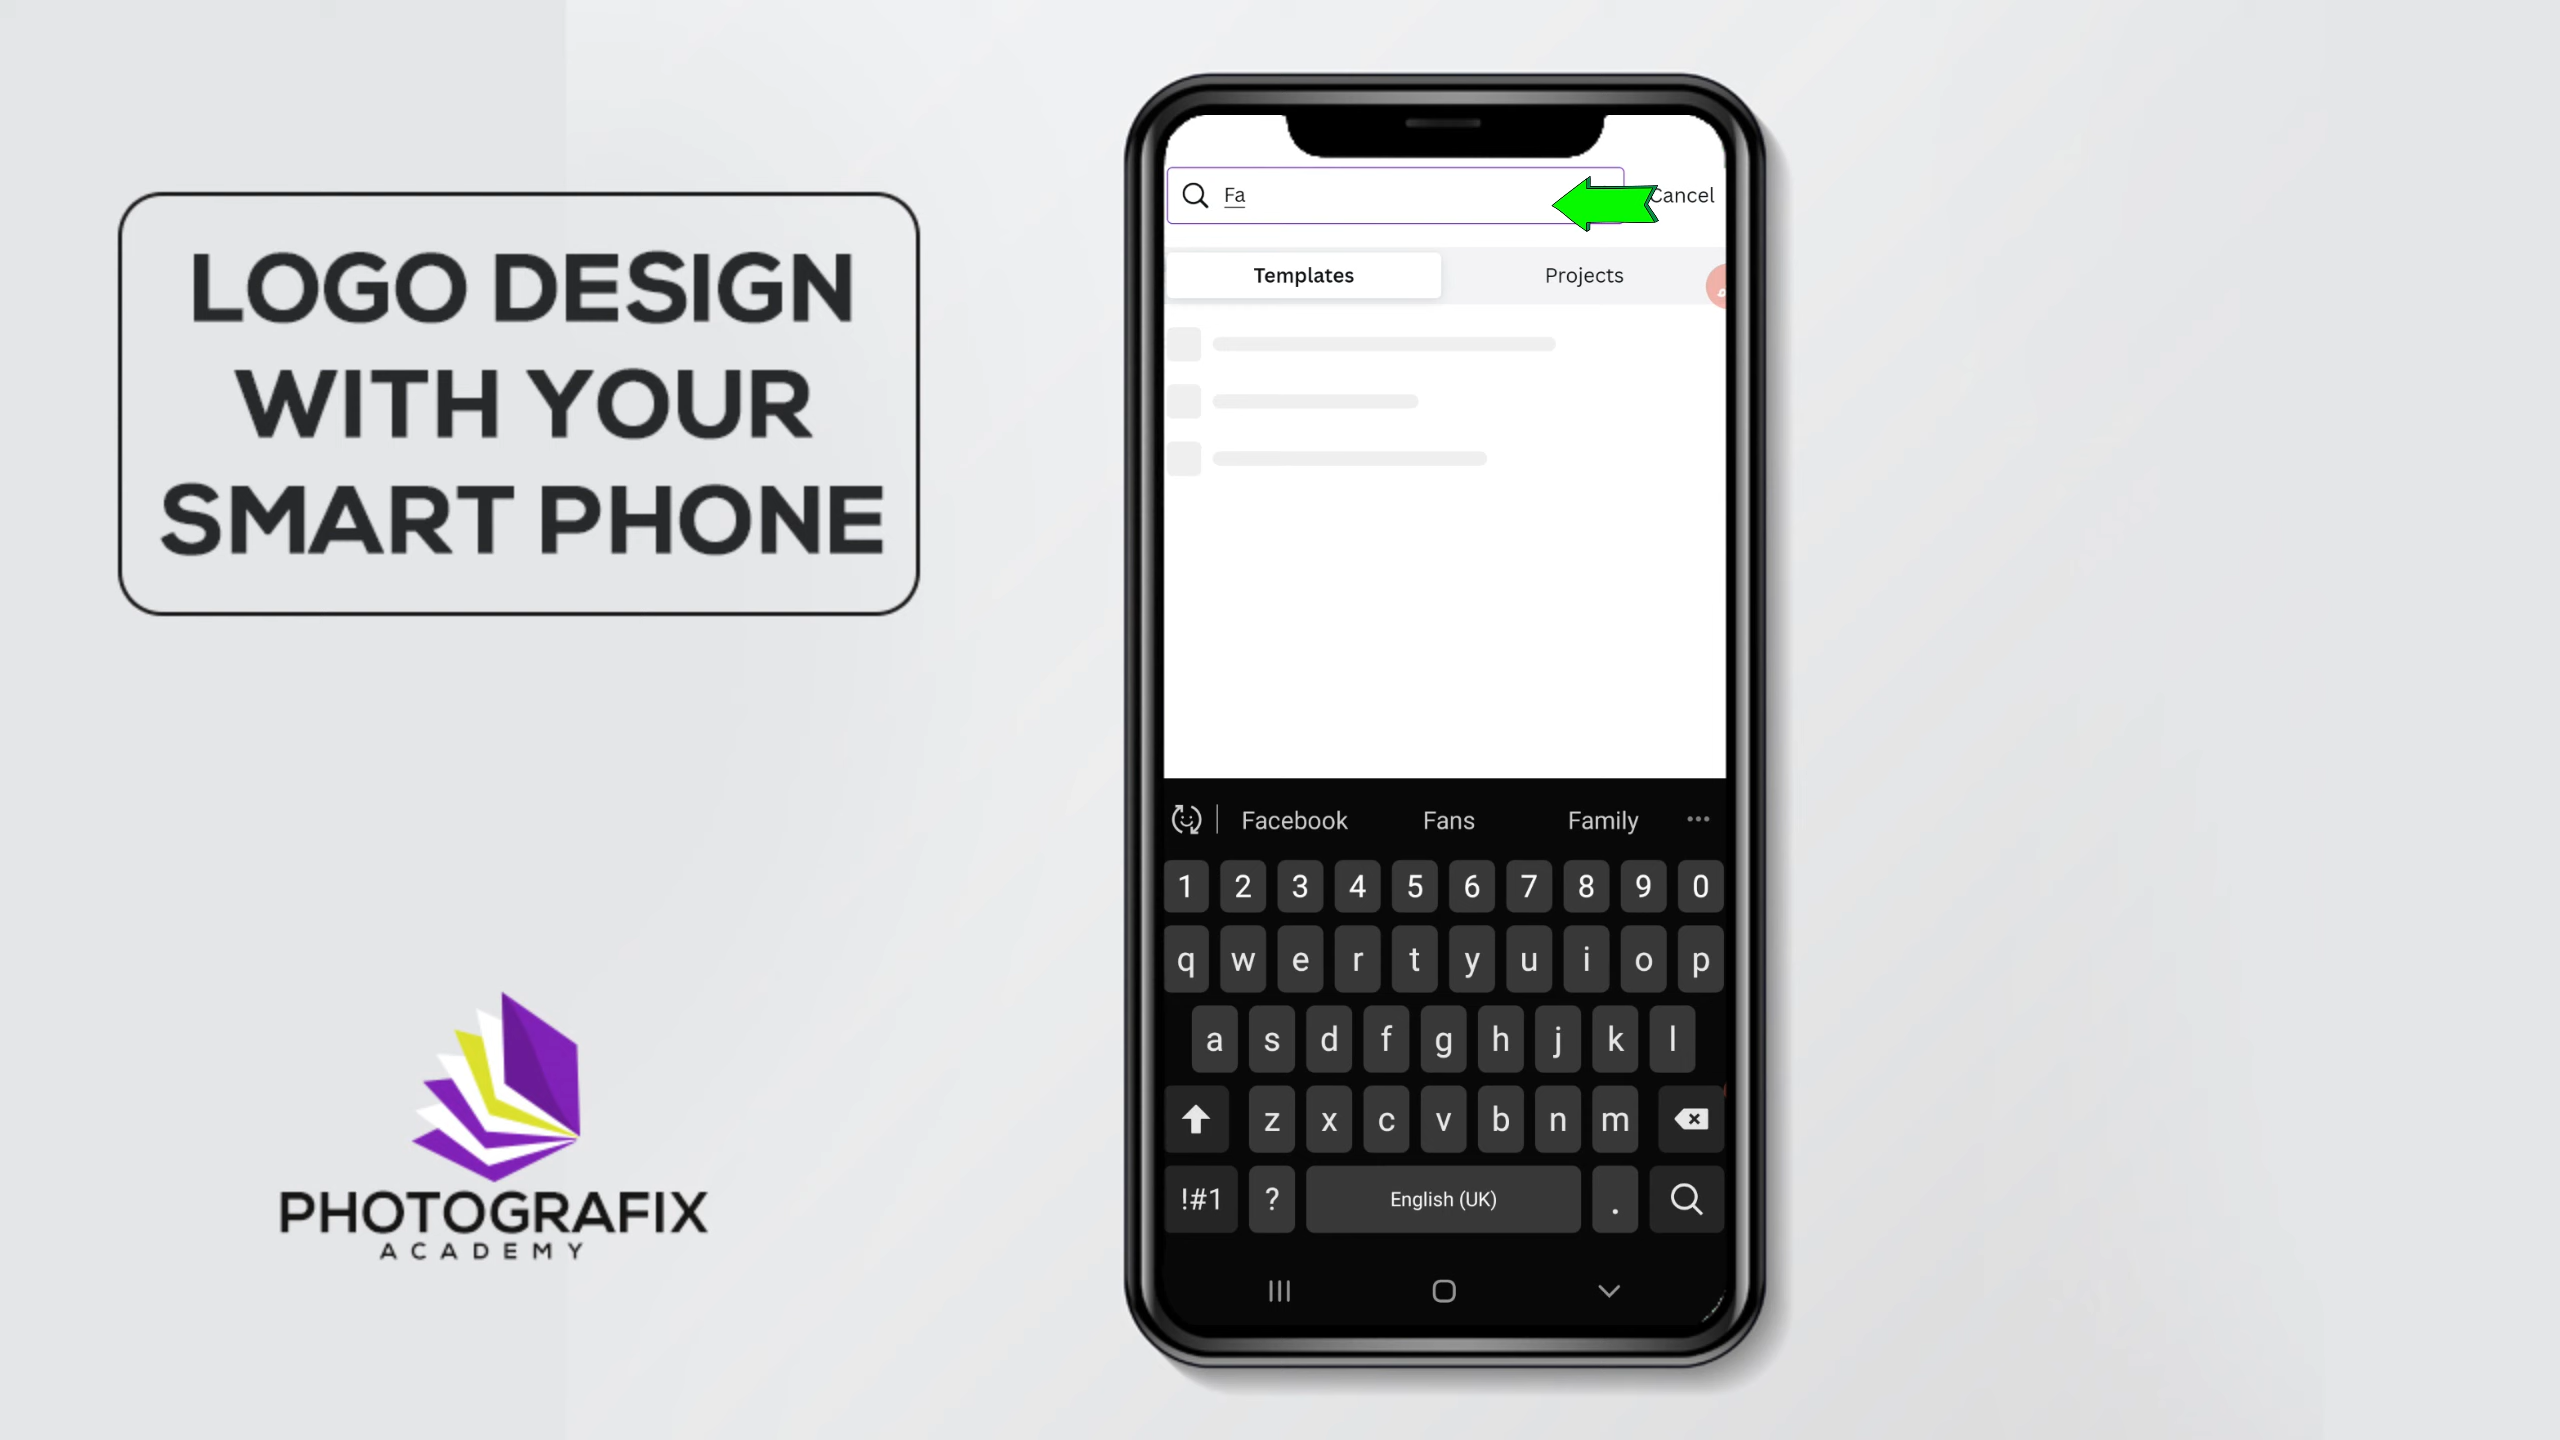 LOGO DESIGN
WITH YOUR
SMART PHONE
PHOTOGRAFIX
ACADEMY
Fa
Cancel
Templates
Projects
Facebook
Fans
Family
1 2 3 4 5 6 7 8 9 0
q w e r t y u i o p
a s d f g h j k l
z x c v b n m
!#1 ? English (UK) .